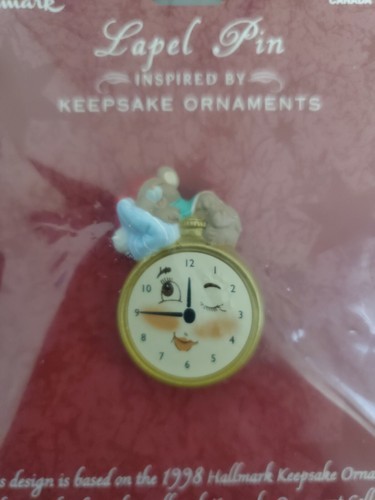 CANADA
Lapel Pin
INSPIRED BY
KEEPSAKE ORNAMENTS
12
1
2
3
4
5
6
7
8
9
10
design is based on the 1998 Hallmark Keepsake